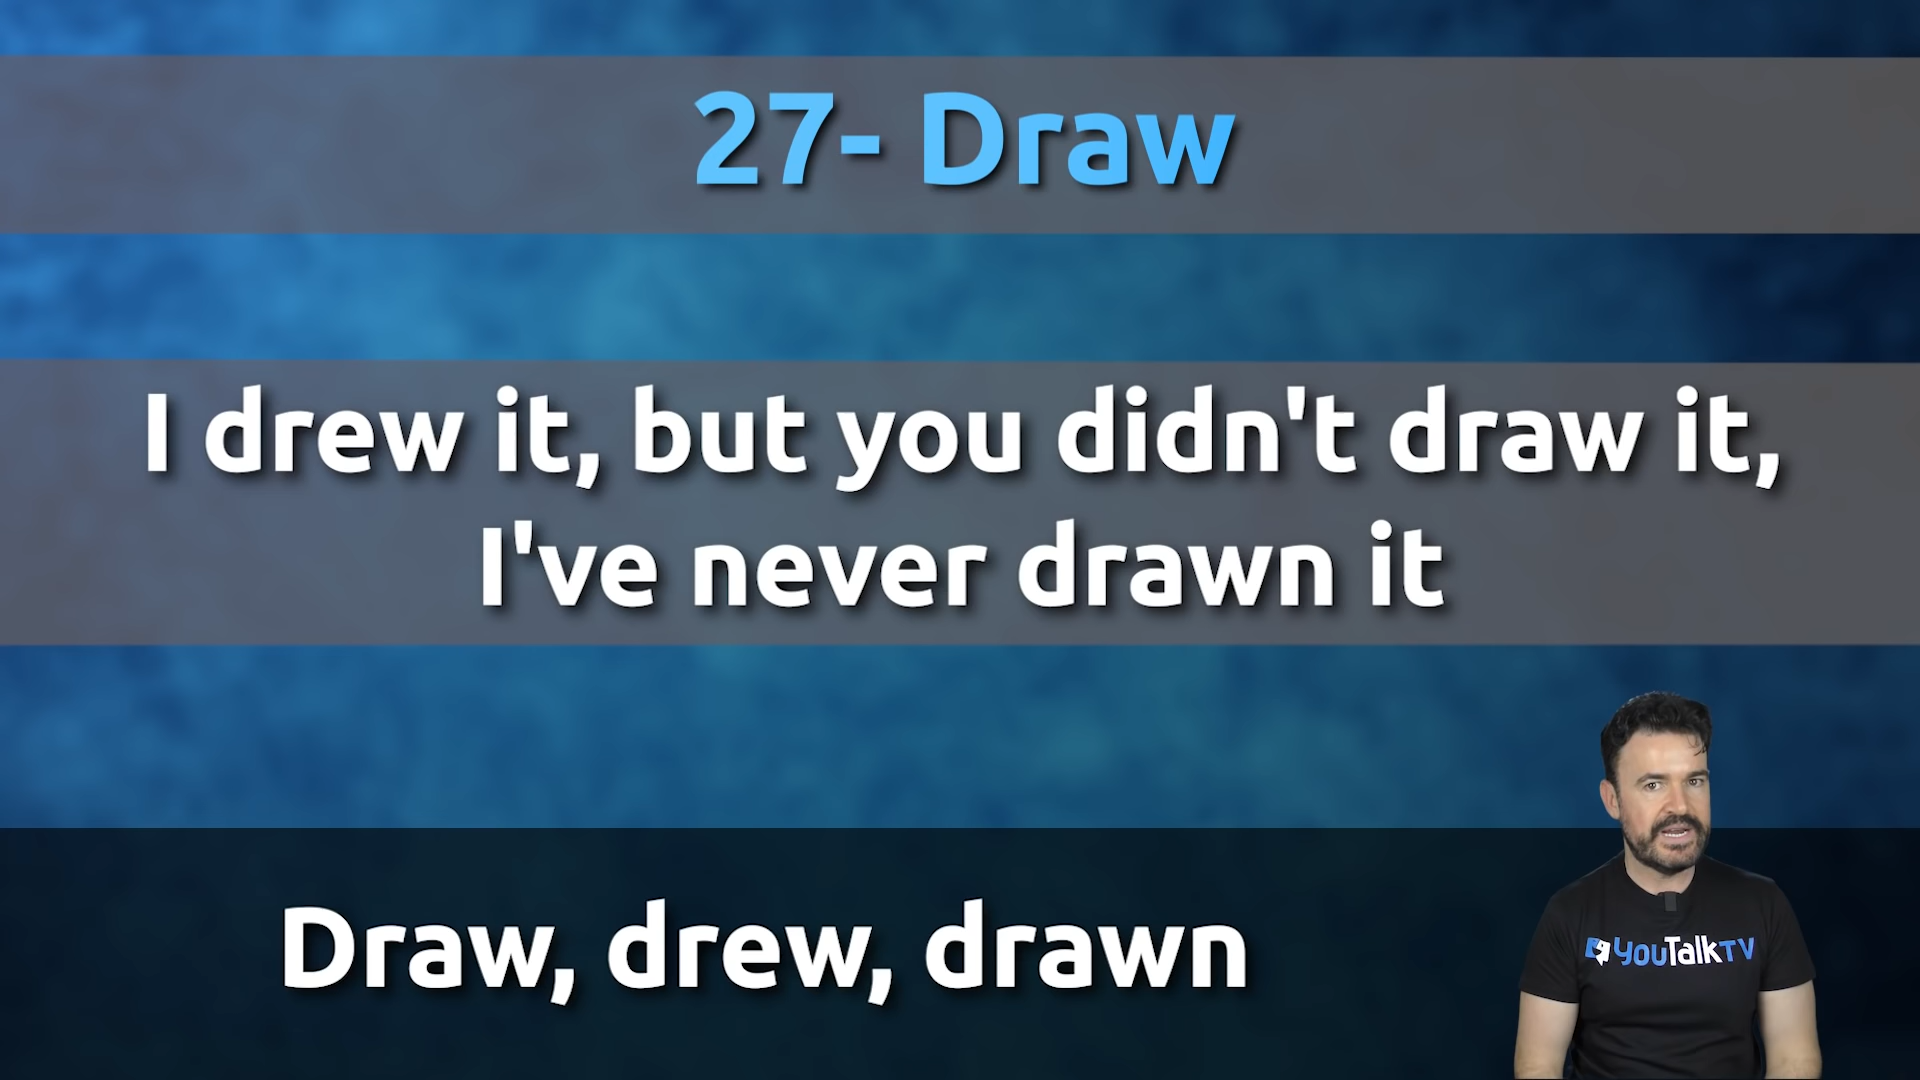 27- Draw
I drew it, but you didn't draw it,
I've never drawn it
Draw, drew, drawn
youTalkTV